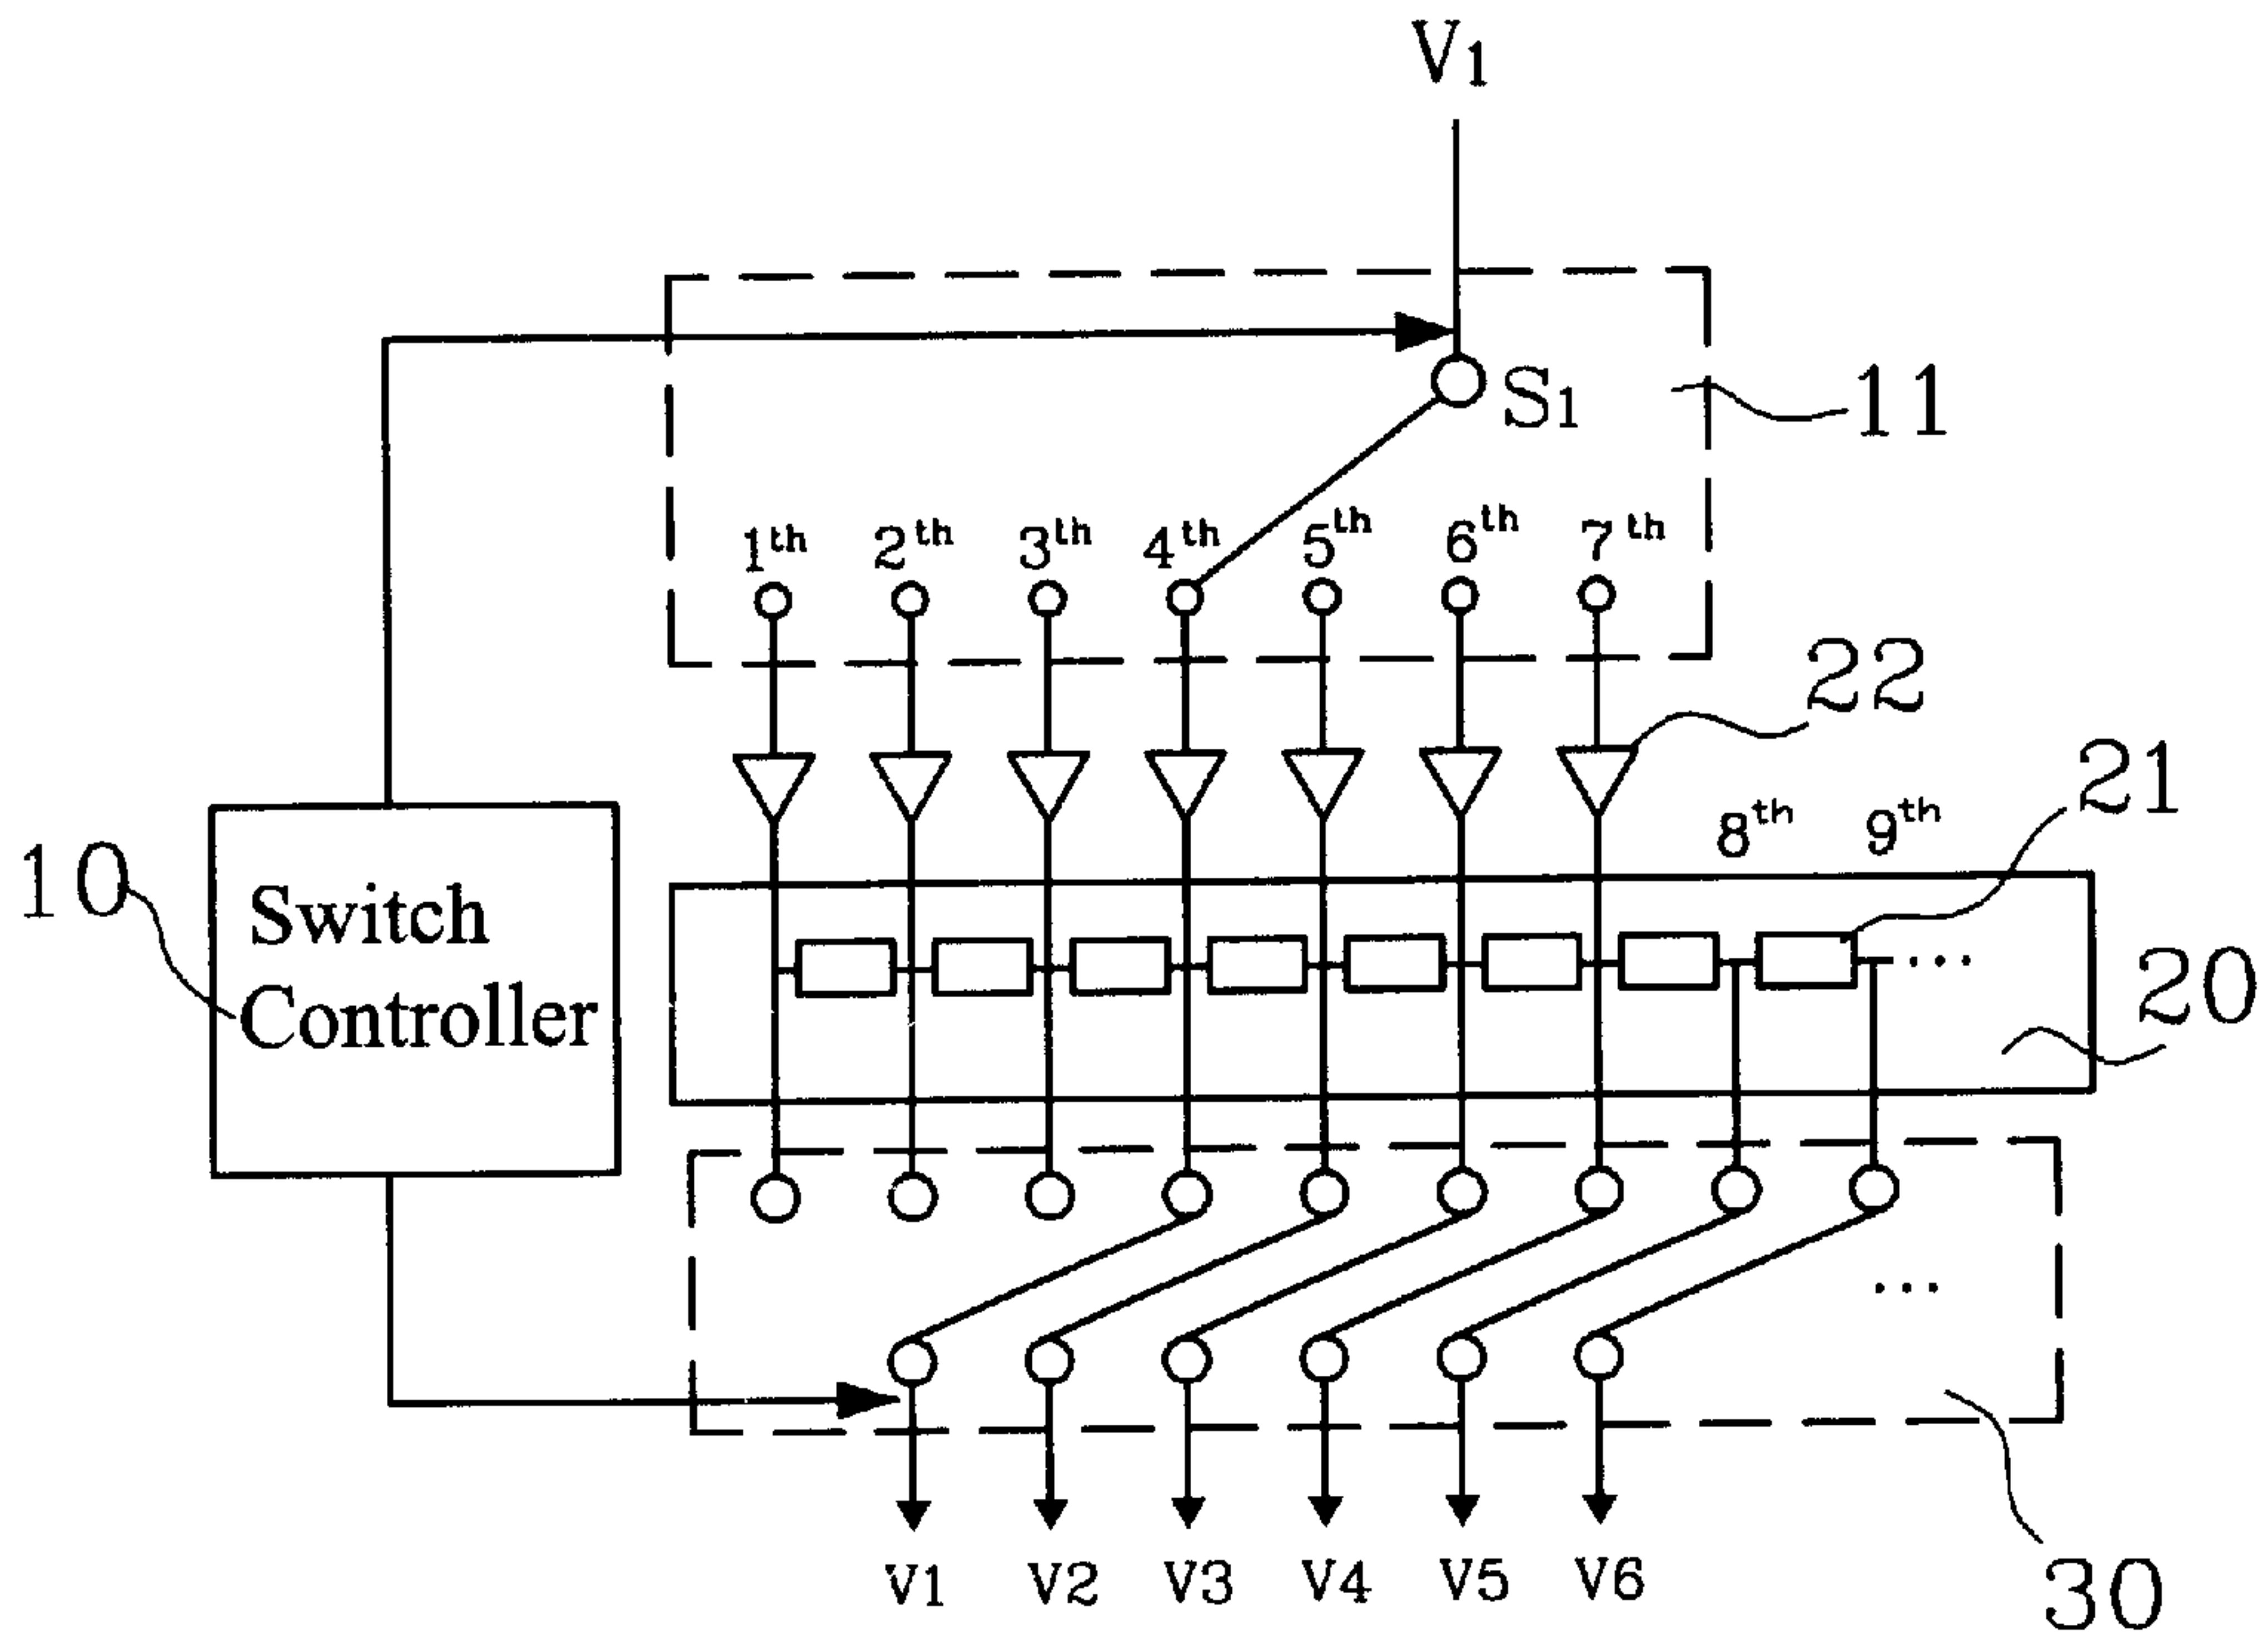 V1
S1
11
1th 2th 3th 4th 5th 6th 7th
22
21
8th 9th
10
Switch
Controller
...
20
...
V1 V2 V3 V4 V5 V6
30